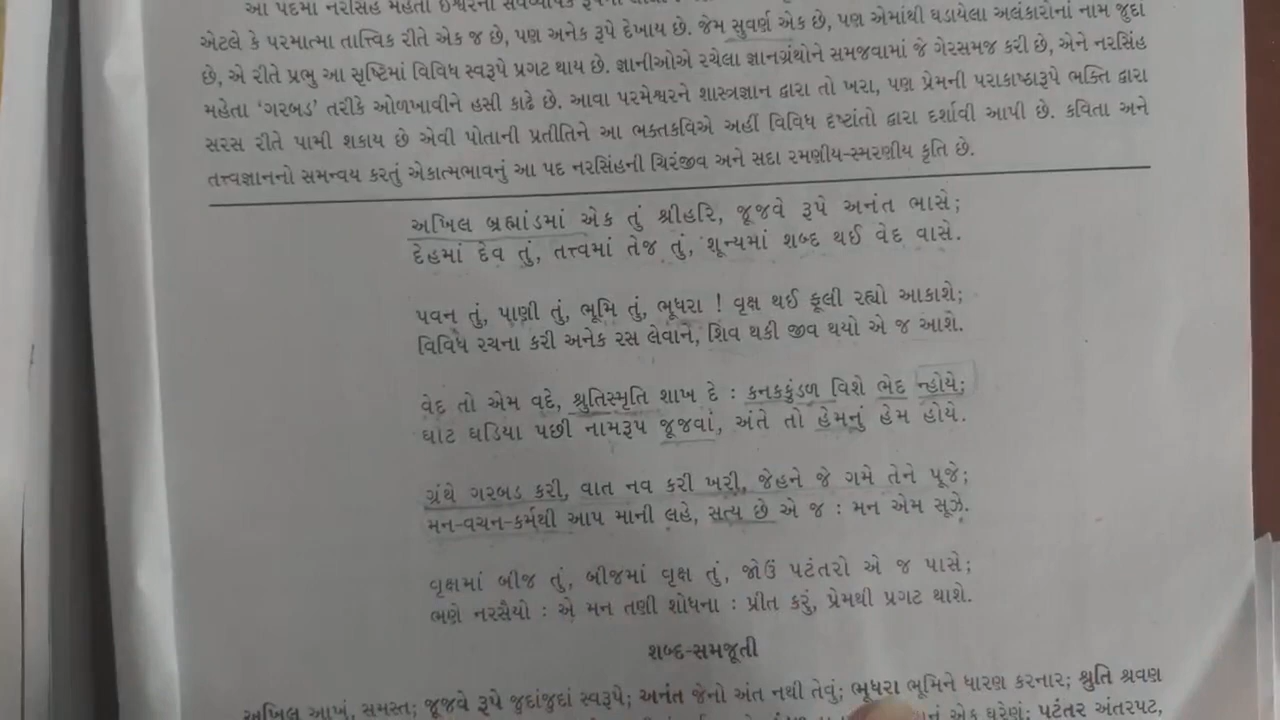 આ પદમાં નરસિંહ મહેતા ઈશ્વરના સર્વવ્યાપક
એટલે કે પરમાત્મા તાત્ત્વિક રીતે એક જ છે, પણ અનેક રૂપે દેખાય છે. જેમ સુવર્ણ એક છે, પણ એમાંથી ઘડાયેલા અલંકારોનાં નામ જુદાં
છે, એ રીતે પ્રભુ આ સૃષ્ટિમાં વિવિધ સ્વરૂપે પ્રગટ થાય છે. જ્ઞાનીઓએ રચેલા જ્ઞાનગ્રંથોને સમજવામાં જે ગેરસમજ કરી છે, એને નરસિંહ
મહેતા ‘ગરબડ’ તરીકે ઓળખાવીને હસી કાઢે છે. આવા પરમેશ્વરને શાસ્ત્રજ્ઞાન દ્વારા તો ખરા, પણ પ્રેમની પરાકાષ્ઠારૂપે ભક્તિ દ્વારા
સરસ રીતે પામી શકાય છે એવી પોતાની પ્રતીતિને આ ભક્તકવિએ અહીં વિવિધ દૃષ્ટાંતો દ્વારા દર્શાવી આપી છે. કવિતા અને
તત્ત્વજ્ઞાનનો સમન્વય કરતું એકાત્મભાવનું આ પદ નરસિંહની ચિરંજીવ અને સદા રમણીય-સ્મરણીય કૃતિ છે.
અખિલ બ્રહ્માંડમાં એક તું શ્રીહરિ, જૂજવે રૂપે અનંત ભાસે;
દેહમાં દેવ તું, તત્ત્વમાં તેજ તું, શૂન્યમાં શબ્દ થઈ વેદ વાસે.
પવન તું, પાણી તું, ભૂમિ તું, ભૂધરા ! વૃક્ષ થઈ ફૂલી રહ્યો આકાશે;
વિવિધ રચના કરી અનેક રસ લેવાને, શિવ થકી જીવ થયો એ જ આશે.
વેદ તો એમ વદે, શ્રુતિસ્મૃતિ શાખ દે : કનકકુંડળ વિશે ભેદ ન્હોયે;
ઘાટ ઘડિયા પછી નામરૂપ જૂજવાં, અંતે તો હેમનું હેમ હોયે.
ગ્રંથે ગરબડ કરી, વાત નવ કરી ખરી, જેહને જે ગમે તેને પૂજે;
મન-વચન-કર્મથી આપ માની લહે, સત્ય છે એ જ : મન એમ સૂઝે.
વૃક્ષમાં બીજ તું, બીજમાં વૃક્ષ તું, જોઉં પટંતરો એ જ પાસે;
ભણે નરસૈંયો : એ મન તણી શોધના : પ્રીત કરું, પ્રેમથી પ્રગટ થાશે.
શબ્દ-સમજૂતી
અખિલ આખું, સમસ્ત; જૂજવે રૂપે જુદાંજુદાં સ્વરૂપે; અનંત જેનો અંત નથી તેવું; ભૂધરા ભૂમિને ધારણ કરનાર; શ્રુતિ શ્રવણ
એક ઘરેણું; પટંતર અંતરપટ,